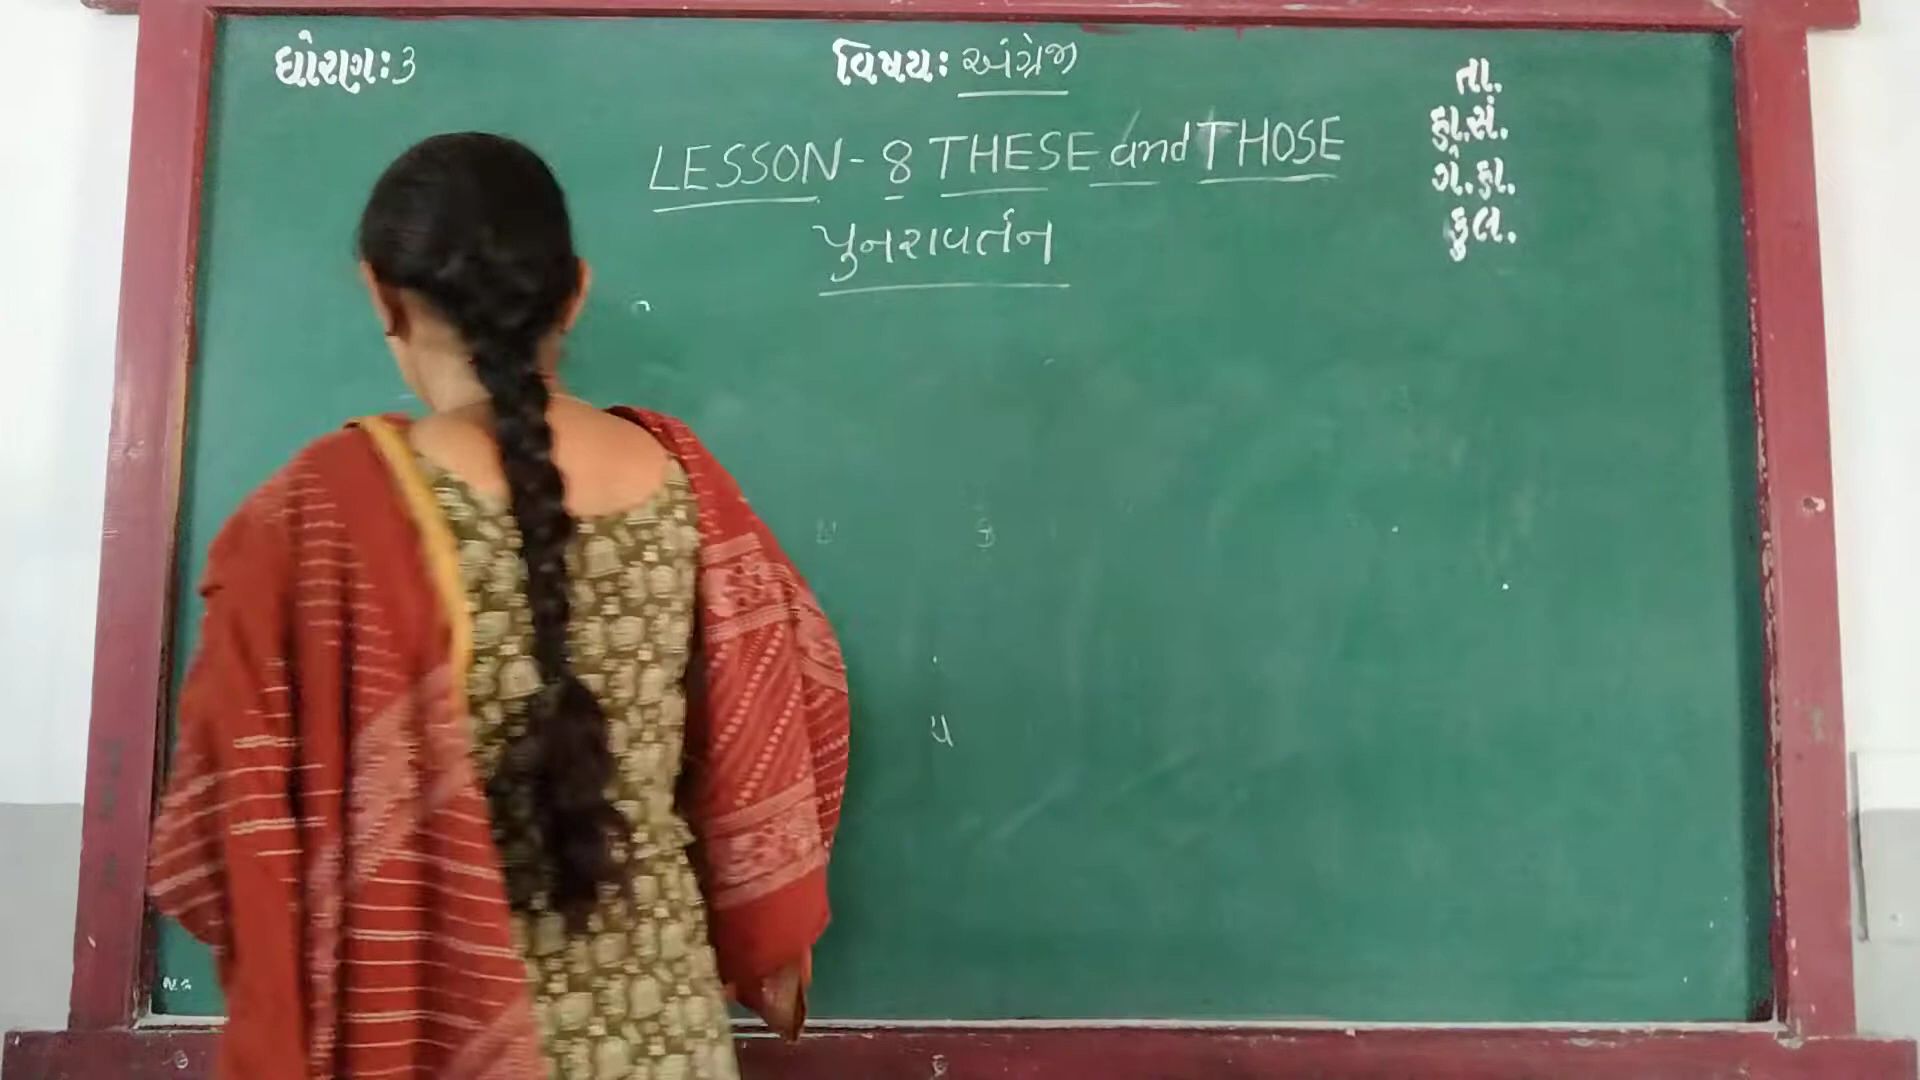 ધોરણ: 3
વિષય: અંગ્રેજી
તા.
હા.સં.
ગે.હા.
કુલ.
LESSON - 8 THESE and THOSE
પુનરાવર્તન